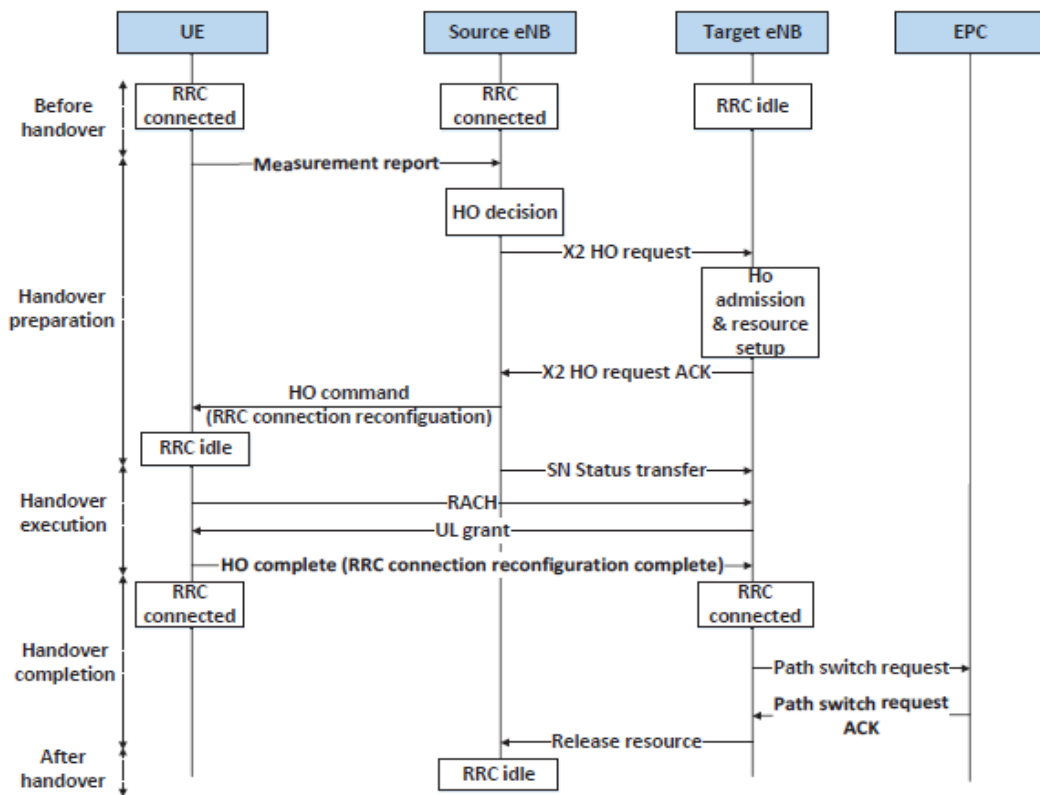 UE
Source eNB
Target eNB
EPC
Before
handover
RRC
connected
RRC
connected
RRC idle
Measurement report
HO decision
X2 HO request
Handover
preparation
Ho
admission
& resource
setup
X2 HO request ACK
HO command
(RRC connection reconfiguation)
RRC idle
SN Status transfer
Handover
execution
RACH
UL grant
HO complete (RRC connection reconfiguration complete)
RRC
connected
RRC
connected
Handover
completion
Path switch request
Path switch request
ACK
Release resource
After
handover
RRC idle